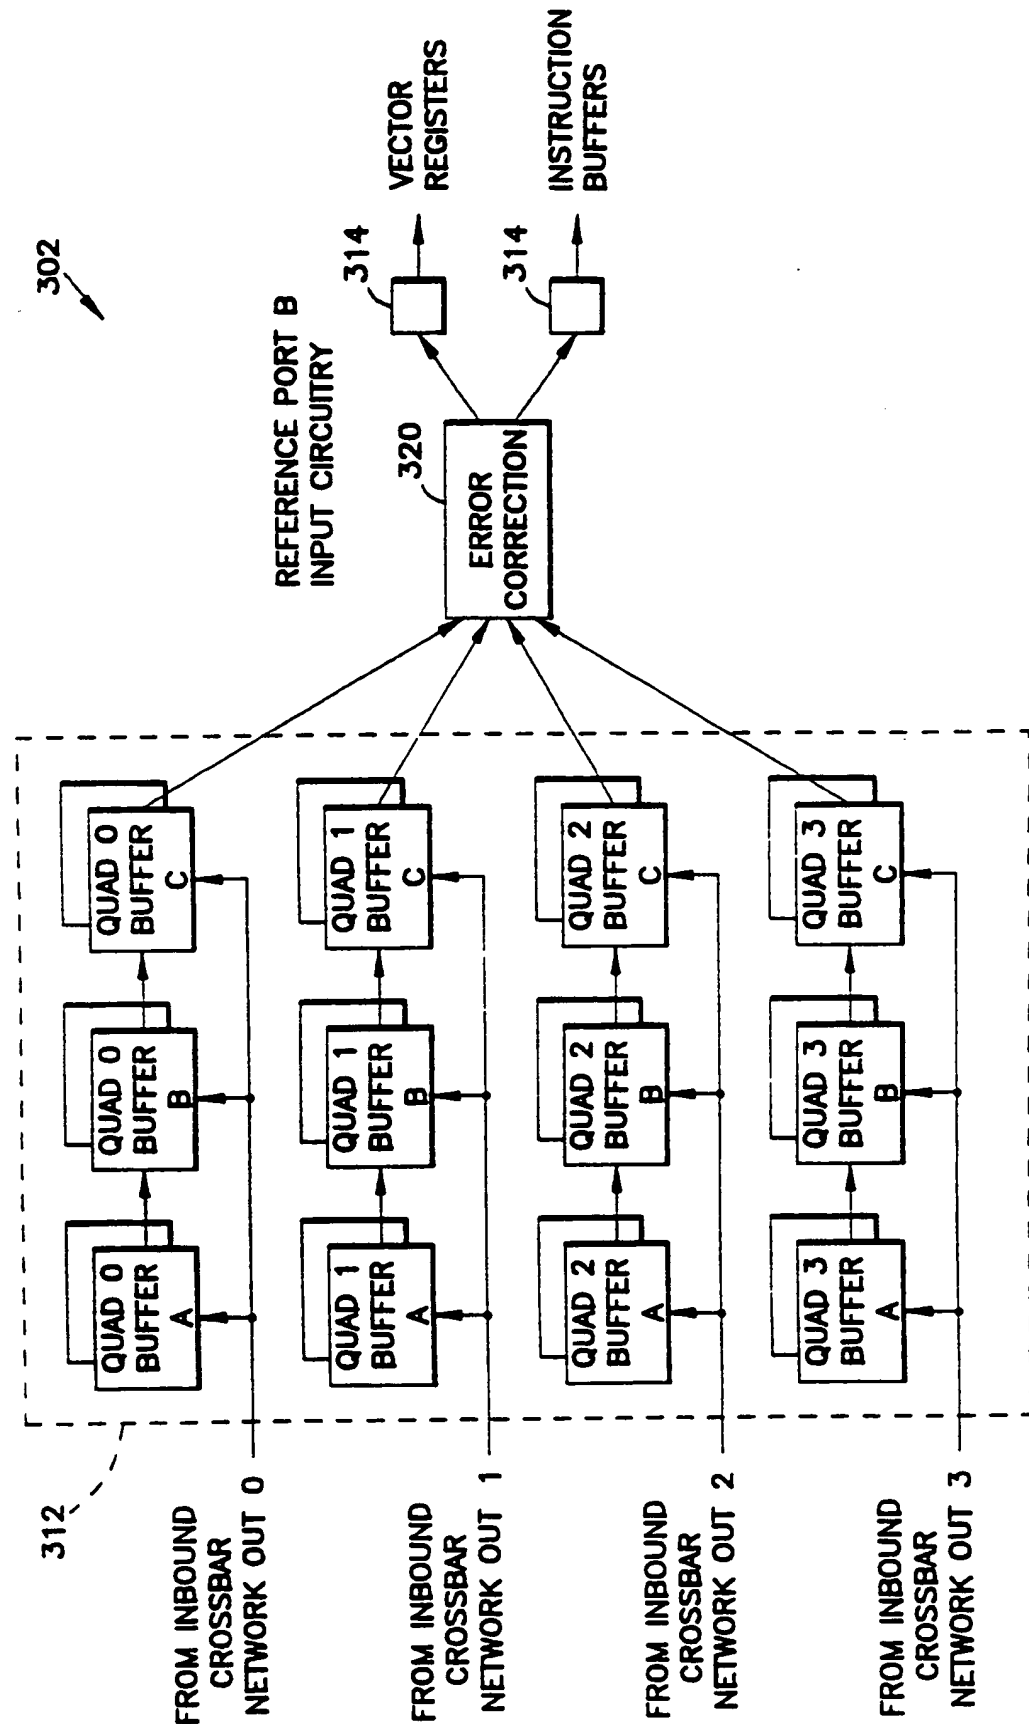 302
REFERENCE PORT B
INPUT CIRCUITRY
312
FROM INBOUND
CROSSBAR
NETWORK OUT 0
QUAD 0
BUFFER
A
QUAD 0
BUFFER
B
QUAD 0
BUFFER
C
FROM INBOUND
CROSSBAR
NETWORK OUT 1
QUAD 1
BUFFER
A
QUAD 1
BUFFER
B
QUAD 1
BUFFER
C
FROM INBOUND
CROSSBAR
NETWORK OUT 2
QUAD 2
BUFFER
A
QUAD 2
BUFFER
B
QUAD 2
BUFFER
C
FROM INBOUND
CROSSBAR
NETWORK OUT 3
QUAD 3
BUFFER
A
QUAD 3
BUFFER
B
QUAD 3
BUFFER
C
320
ERROR
CORRECTION
314
VECTOR
REGISTERS
314
INSTRUCTION
BUFFERS